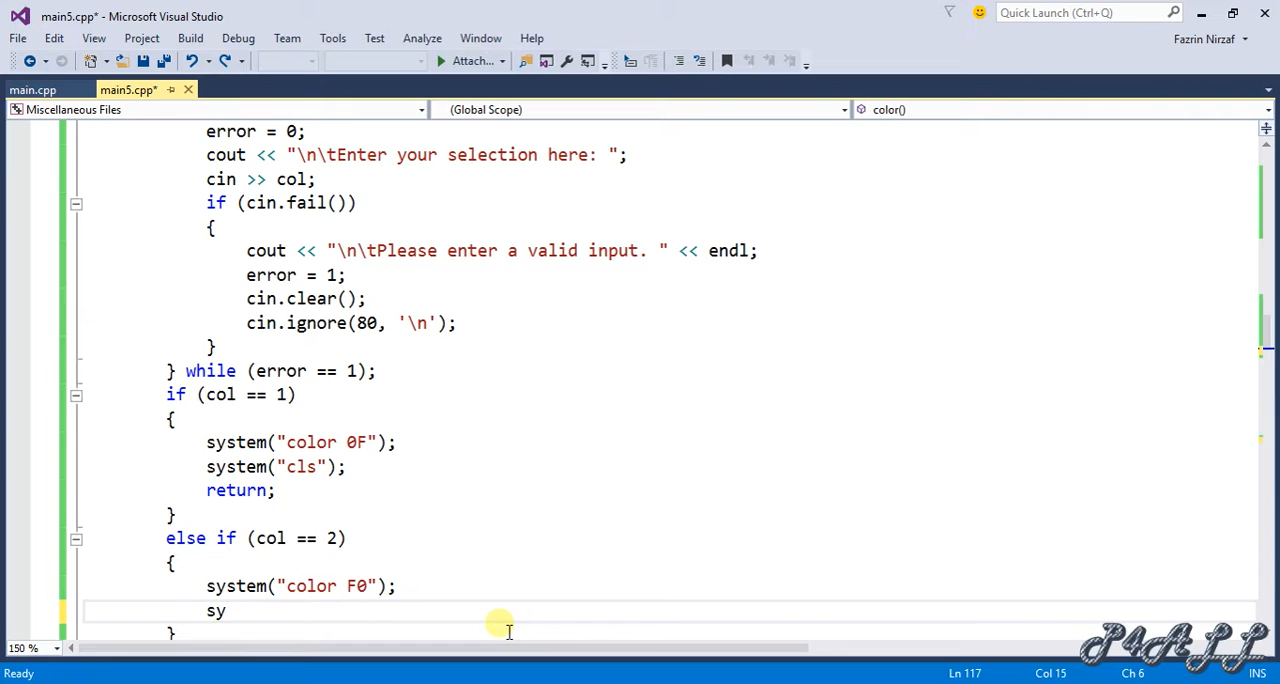 main5.cpp* - Microsoft Visual Studio
Quick Launch (Ctrl+Q)
File Edit View Project Build Debug Team Tools Test Analyze Window Help
Fazrin Nirzaf
Attach...
main.cpp main5.cpp*
Miscellaneous Files (Global Scope) color()
error = 0;
cout << "\n\tEnter your selection here: ";
cin >> col;
if (cin.fail())
{
cout << "\n\tPlease enter a valid input. " << endl;
error = 1;
cin.clear();
cin.ignore(80, '\n');
}
} while (error == 1);
if (col == 1)
{
system("color 0F");
system("cls");
return;
}
else if (col == 2)
{
system("color F0");
sy
}
150 %
P4ALL
Ready Ln 117 Col 15 Ch 6 INS